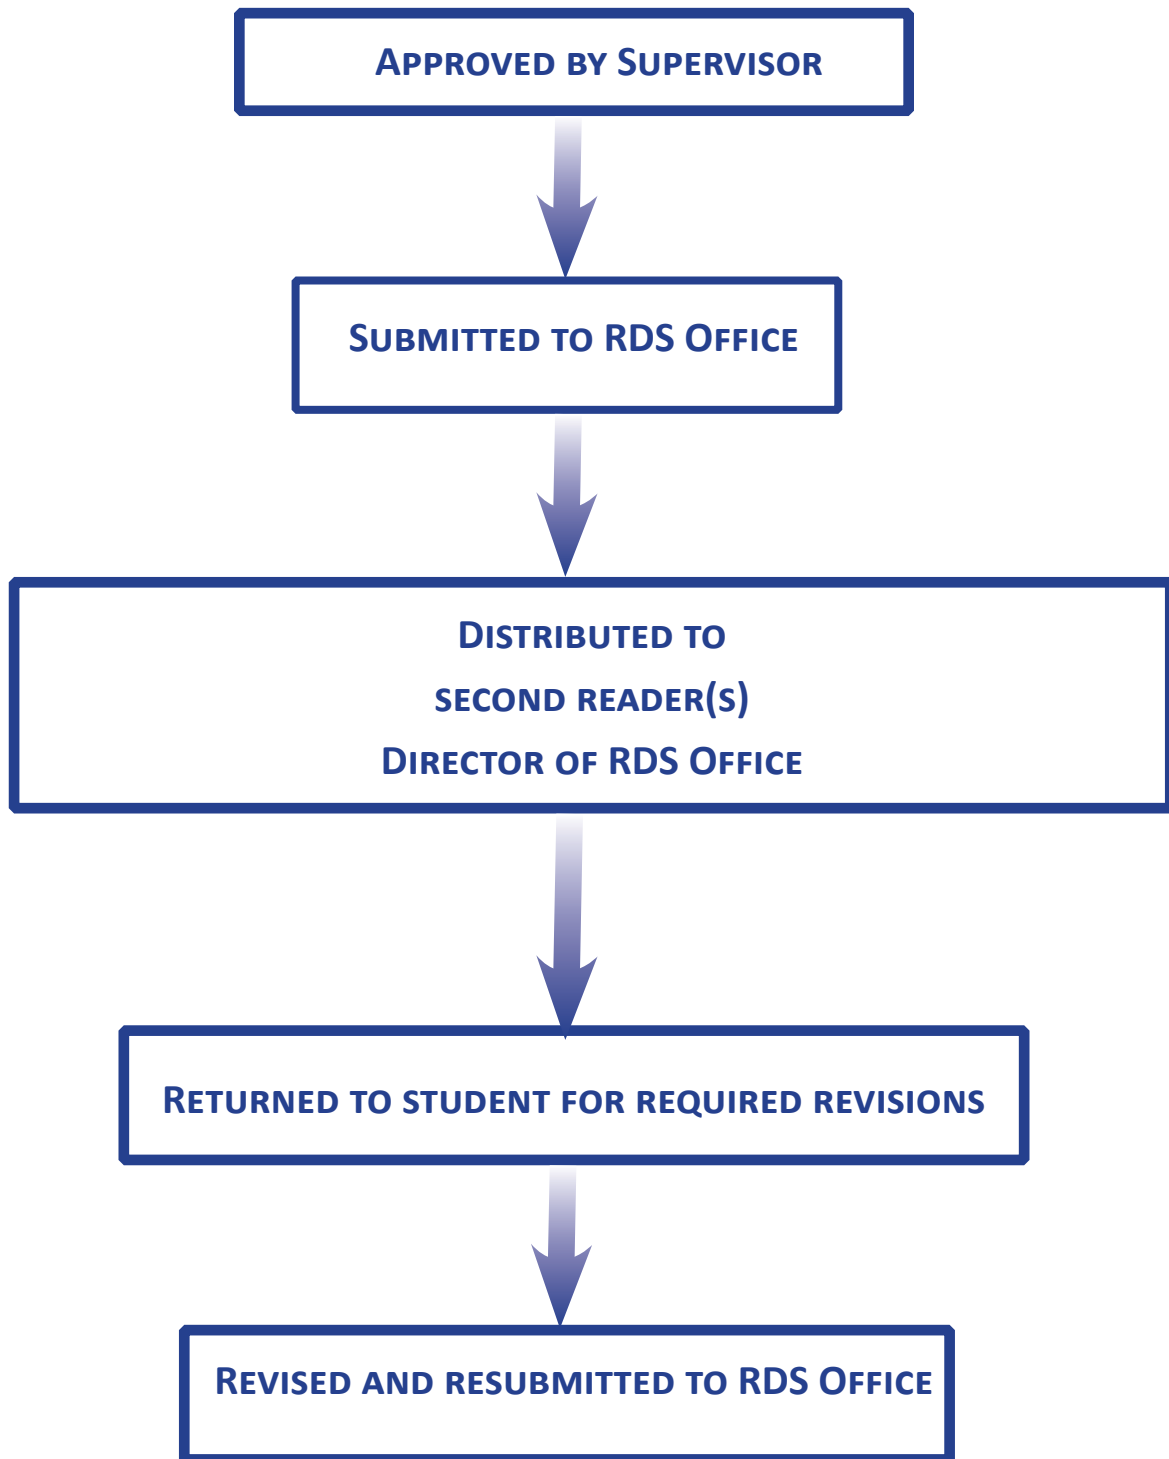 Approved by Supervisor
Submitted to RDS Office
Distributed to
second reader(s)
Director of RDS Office
Returned to student for required revisions
Revised and resubmitted to RDS Office